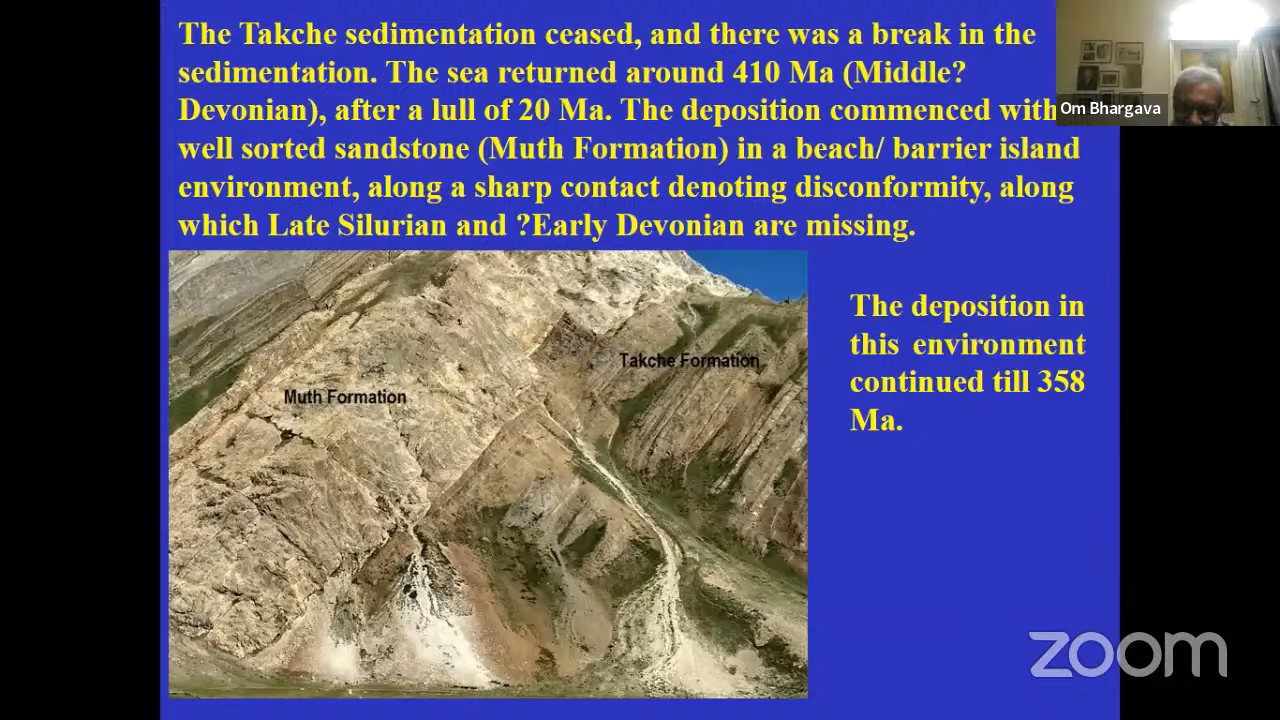 The Takche sedimentation ceased, and there was a break in the
sedimentation. The sea returned around 410 Ma (Middle?
Devonian), after a lull of 20 Ma. The deposition commenced with
well sorted sandstone (Muth Formation) in a beach/ barrier island
environment, along a sharp contact denoting disconformity, along
which Late Silurian and ?Early Devonian are missing.
Om Bhargava
The deposition in
this environment
continued till 358
Ma.
Takche Formation
Muth Formation
zoom